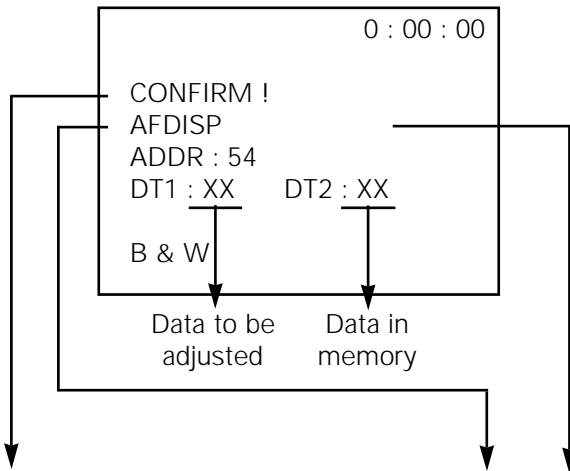 0 : 00 : 00
CONFIRM !
AFDISP
ADDR : 54
DT1 : XX DT2 : XX
B & W
Data to be adjusted
Data in memory